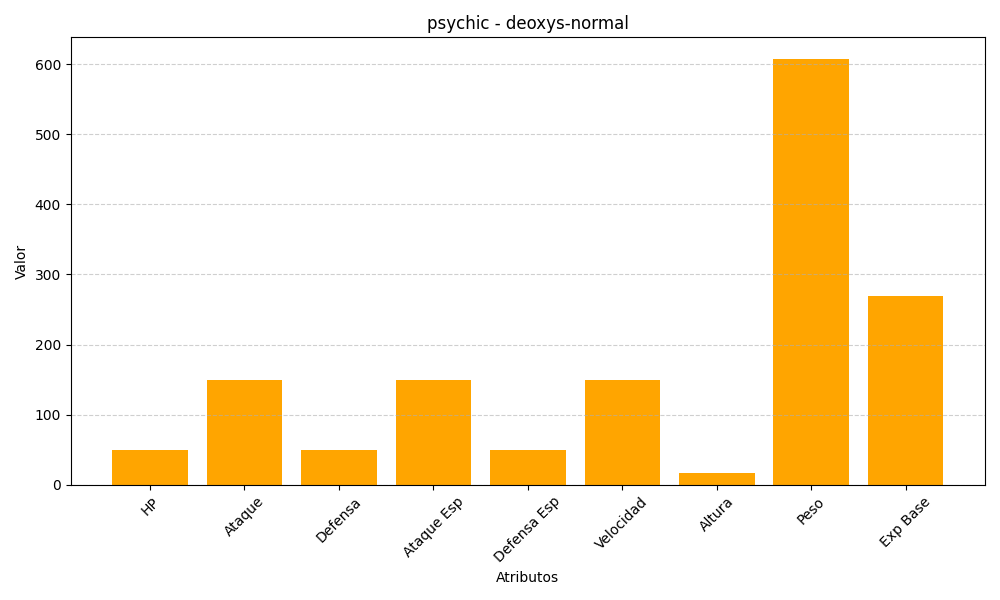 psychic - deoxys-normal
Valor
600
500
400
300
200
100
0
HP
Ataque
Defensa
Ataque Esp
Defensa Esp
Velocidad
Altura
Peso
Exp Base
Atributos